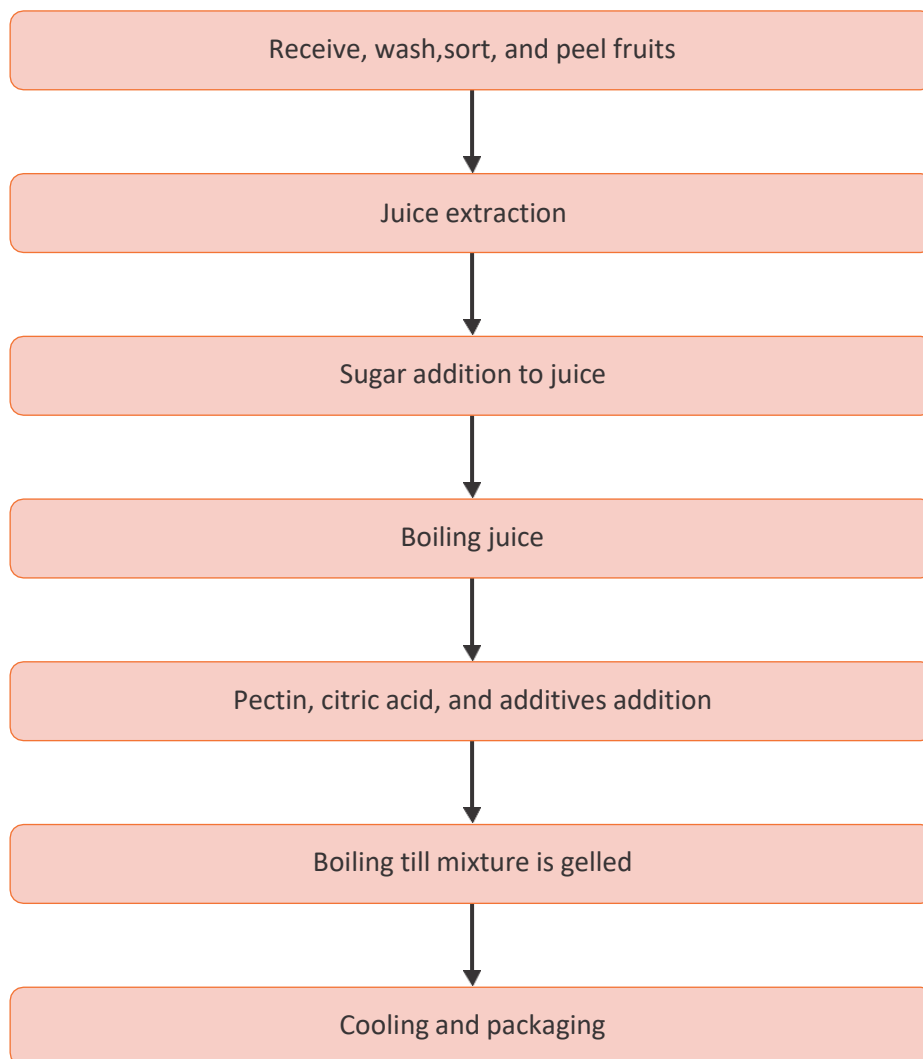 Receive, wash,sort, and peel fruits
Juice extraction
Sugar addition to juice
Boiling juice
Pectin, citric acid, and additives addition
Boiling till mixture is gelled
Cooling and packaging